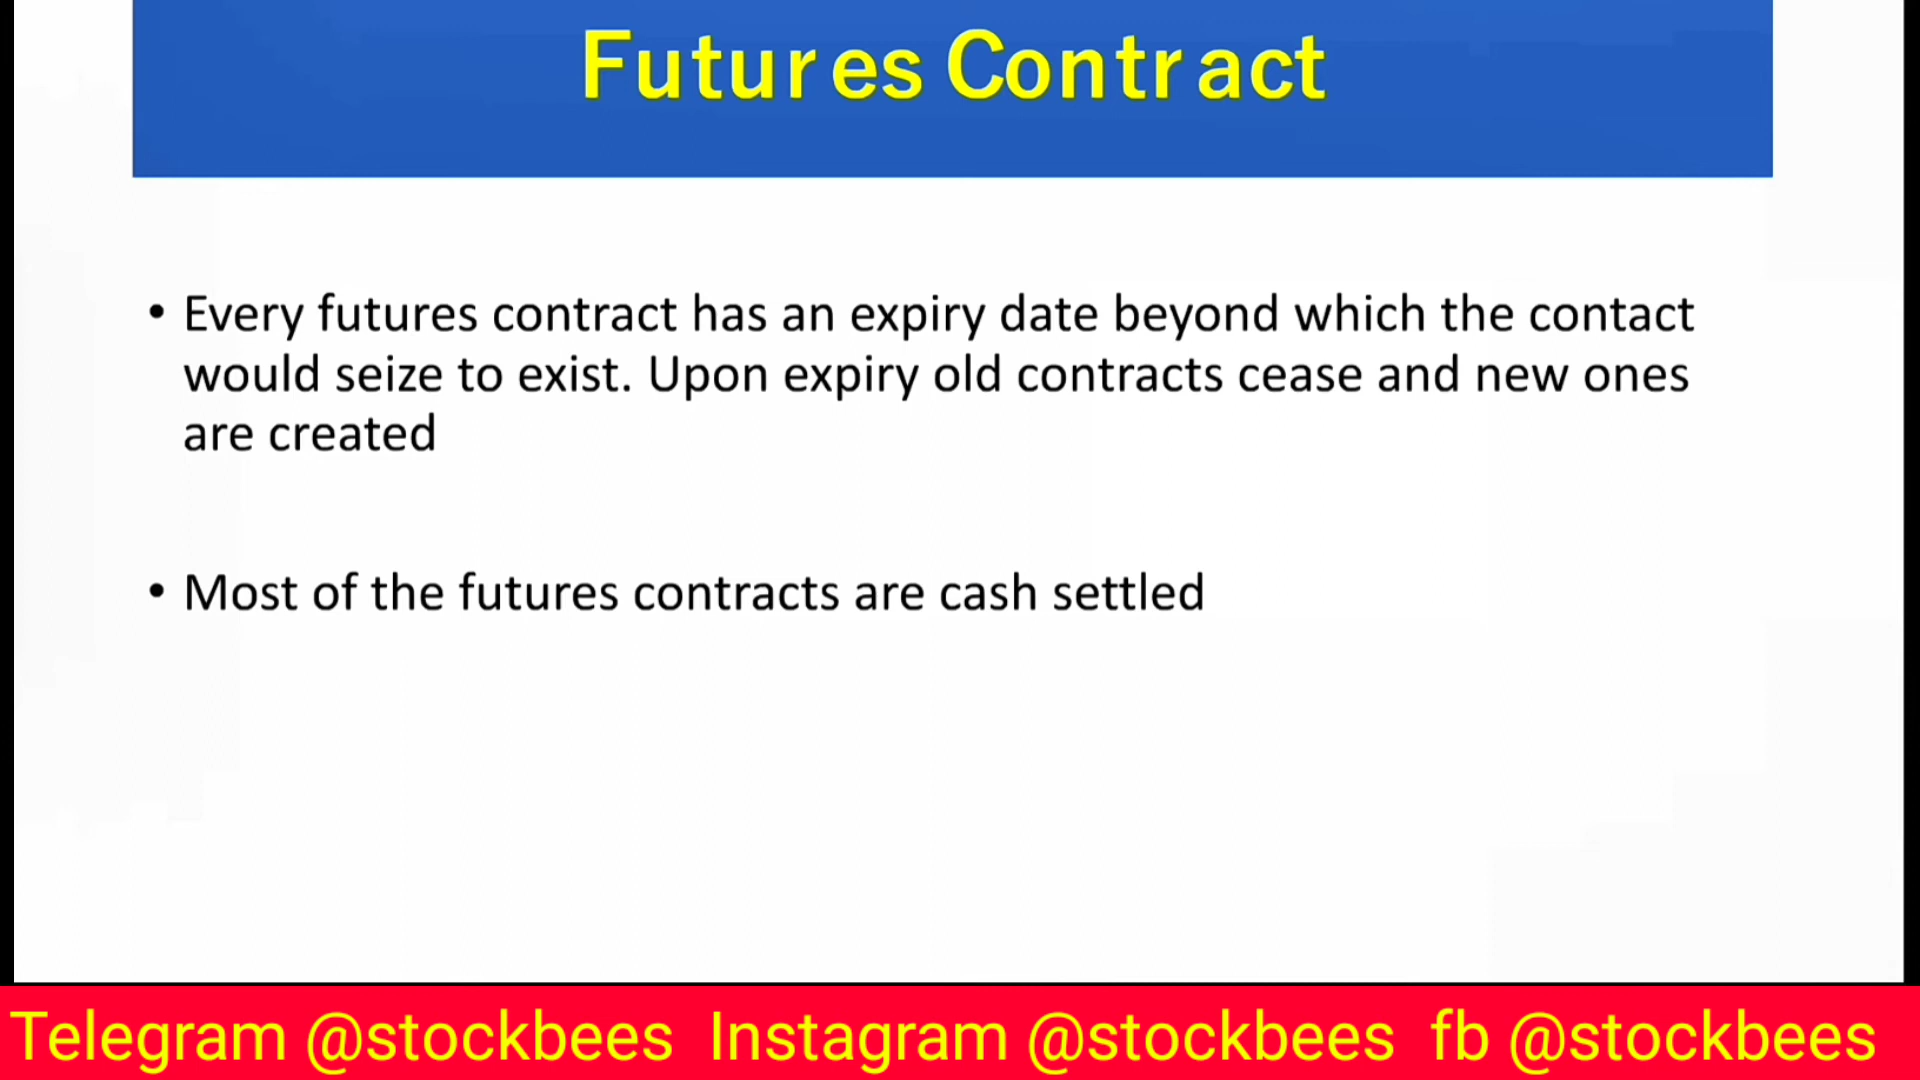 Futures Contract
• Every futures contract has an expiry date beyond which the contact
would seize to exist. Upon expiry old contracts cease and new ones
are created
• Most of the futures contracts are cash settled
Telegram @stockbees Instagram @stockbees fb @stockbees